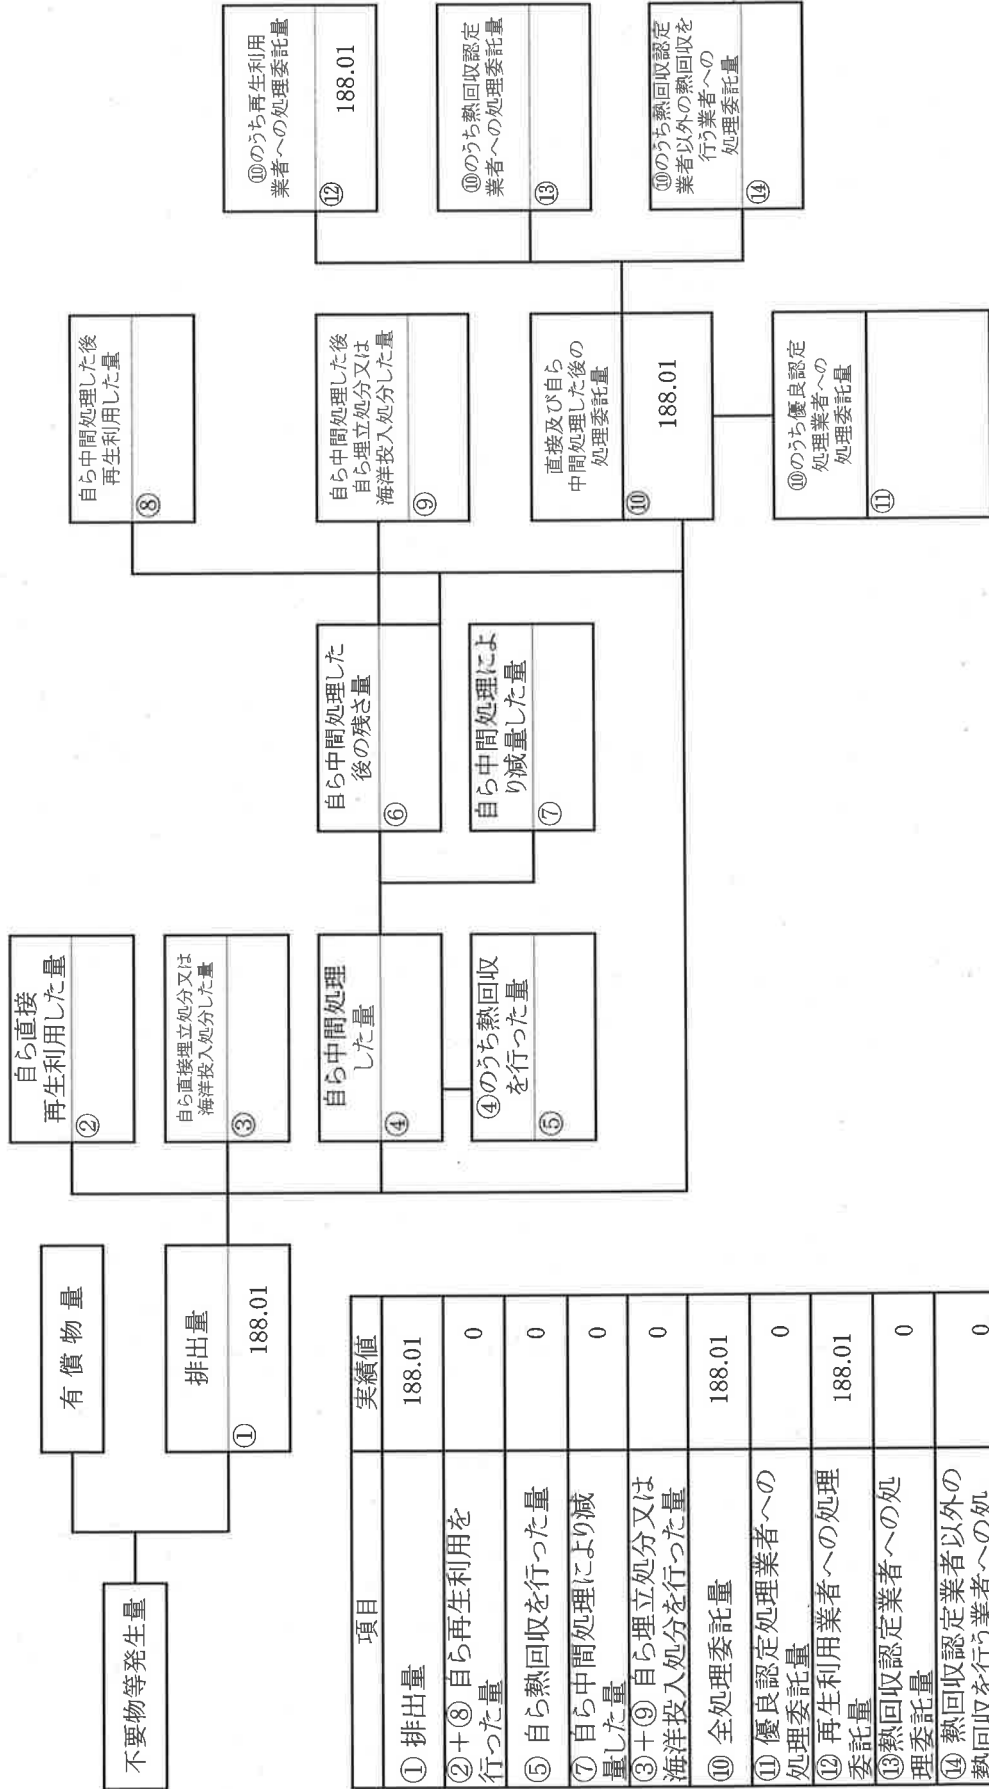 不要物等発生量
有償物量
排出量
①
188.01
自ら直接
再生利用した量
②
自ら直接埋立処分又は
海洋投入処分した量
③
自ら中間処理
した量
④
④のうち熱回収
を行った量
⑤
自ら中間処理した
後の残さ量
⑥
自ら中間処理によ
り減量した量
⑦
自ら中間処理した後
再生利用した量
⑧
自ら中間処理した後
自ら埋立処分又は
海洋投入処分した量
⑨
直接及び自ら
中間処理した後の
処理委託量
⑩
188.01
⑩のうち優良認定
処理業者への
処理委託量
⑪
⑩のうち再生利用
業者への処理委託量
⑫
188.01
⑩のうち熱回収認定
業者への処理委託量
⑬
⑩のうち熱回収認定
業者以外の熱回収を
行う業者への
処理委託量
⑭
項目 実績値
① 排出量 188.01
②+⑧ 自ら再生利用を
行った量 0
⑤ 自ら熱回収を行った量 0
⑦ 自ら中間処理により減
量した量 0
③+⑨ 自ら埋立処分又は
海洋投入処分を行った量 0
⑩ 全処理委託量 188.01
⑪ 優良認定処理業者への
処理委託量 0
⑫ 再生利用業者への処理
委託量 188.01
⑬熱回収認定業者への処
理委託量 0
⑭ 熱回収認定業者以外の
熱回収を行う業者への処 0